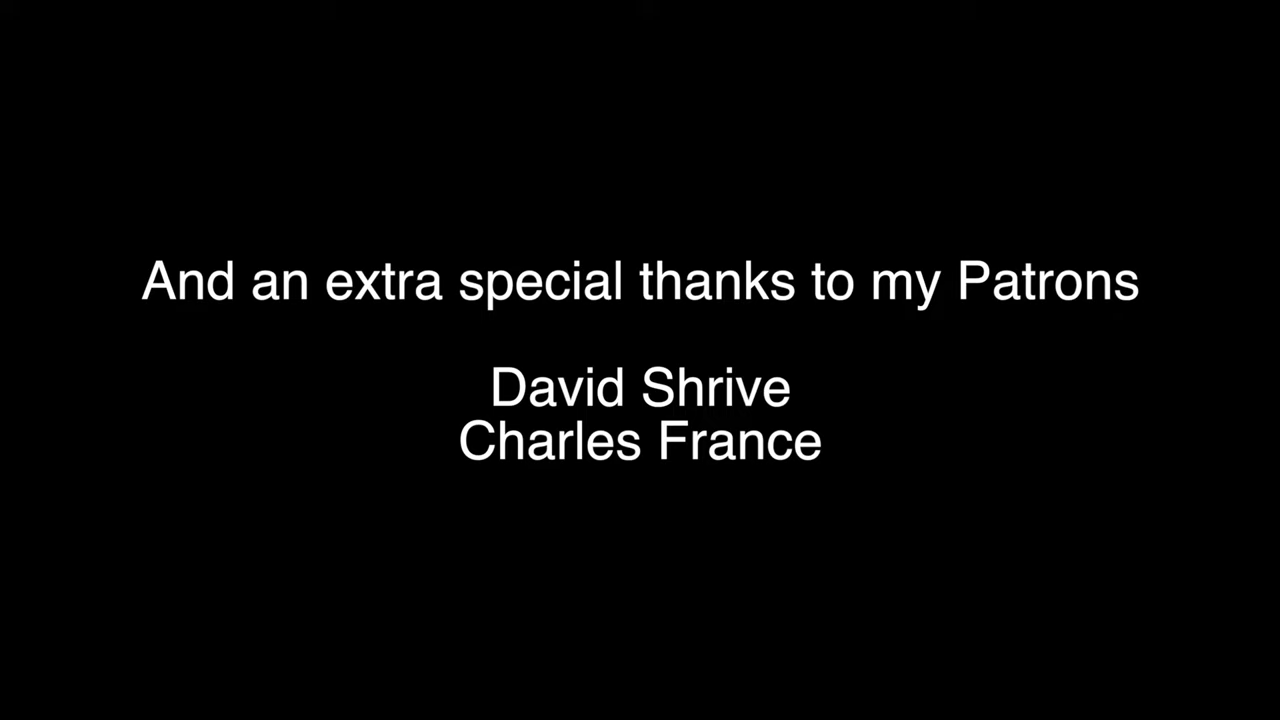 And an extra special thanks to my Patrons
David Shrive
Charles France